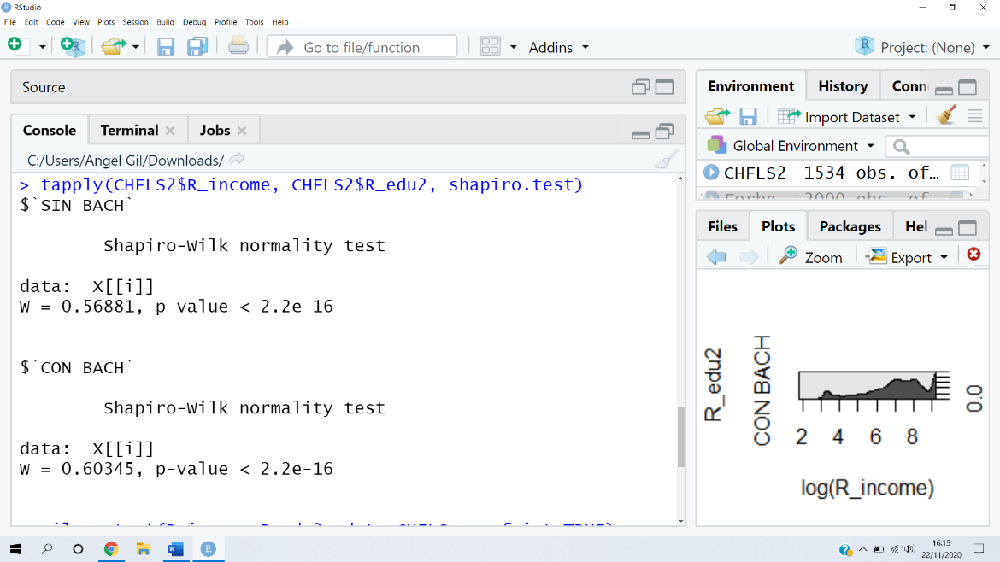 RStudio
File Edit Code View Plots Session Build Debug Profile Tools Help
Go to file/function
Addins
Project: (None)
Source
Console Terminal Jobs
C:/Users/Angel Gil/Downloads/
> tapply(CHFLS2$R_income, CHFLS2$R_edu2, shapiro.test)
$`SIN BACH`
Shapiro-Wilk normality test
data: X[[i]]
W = 0.56881, p-value < 2.2e-16
$`CON BACH`
Shapiro-Wilk normality test
data: X[[i]]
W = 0.60345, p-value < 2.2e-16
Environment History Conn
Import Dataset
Global Environment
CHFLS2 1534 obs. of…
Files Plots Packages Hel
Zoom Export
R_edu2
CON BACH
0.0
2 4 6 8
log(R_income)
16:15
22/11/2020